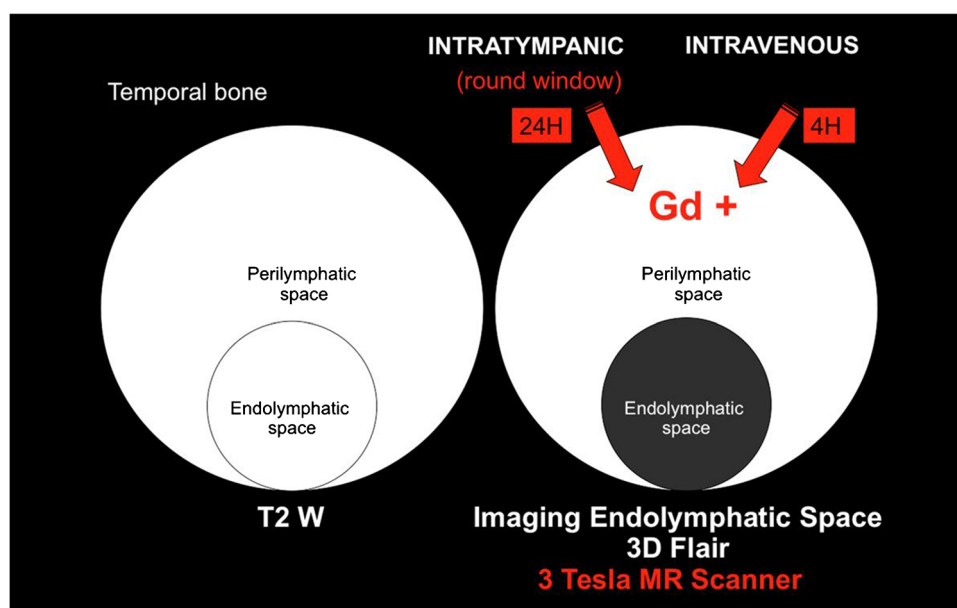 INTRATYMPANIC
(round window)
INTRAVENOUS
Temporal bone
24H
4H
Gd +
Perilymphatic
space
Endolymphatic
space
T2 W
Perilymphatic
space
Endolymphatic
space
Imaging Endolymphatic Space
3D Flair
3 Tesla MR Scanner